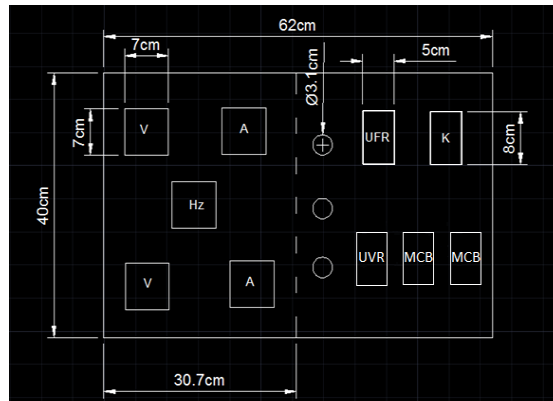 62cm
7cm
5cm
Ø3.1cm
7cm
V
A
UFR
K
8cm
40cm
Hz
V
A
UVR
MCB
MCB
30.7cm